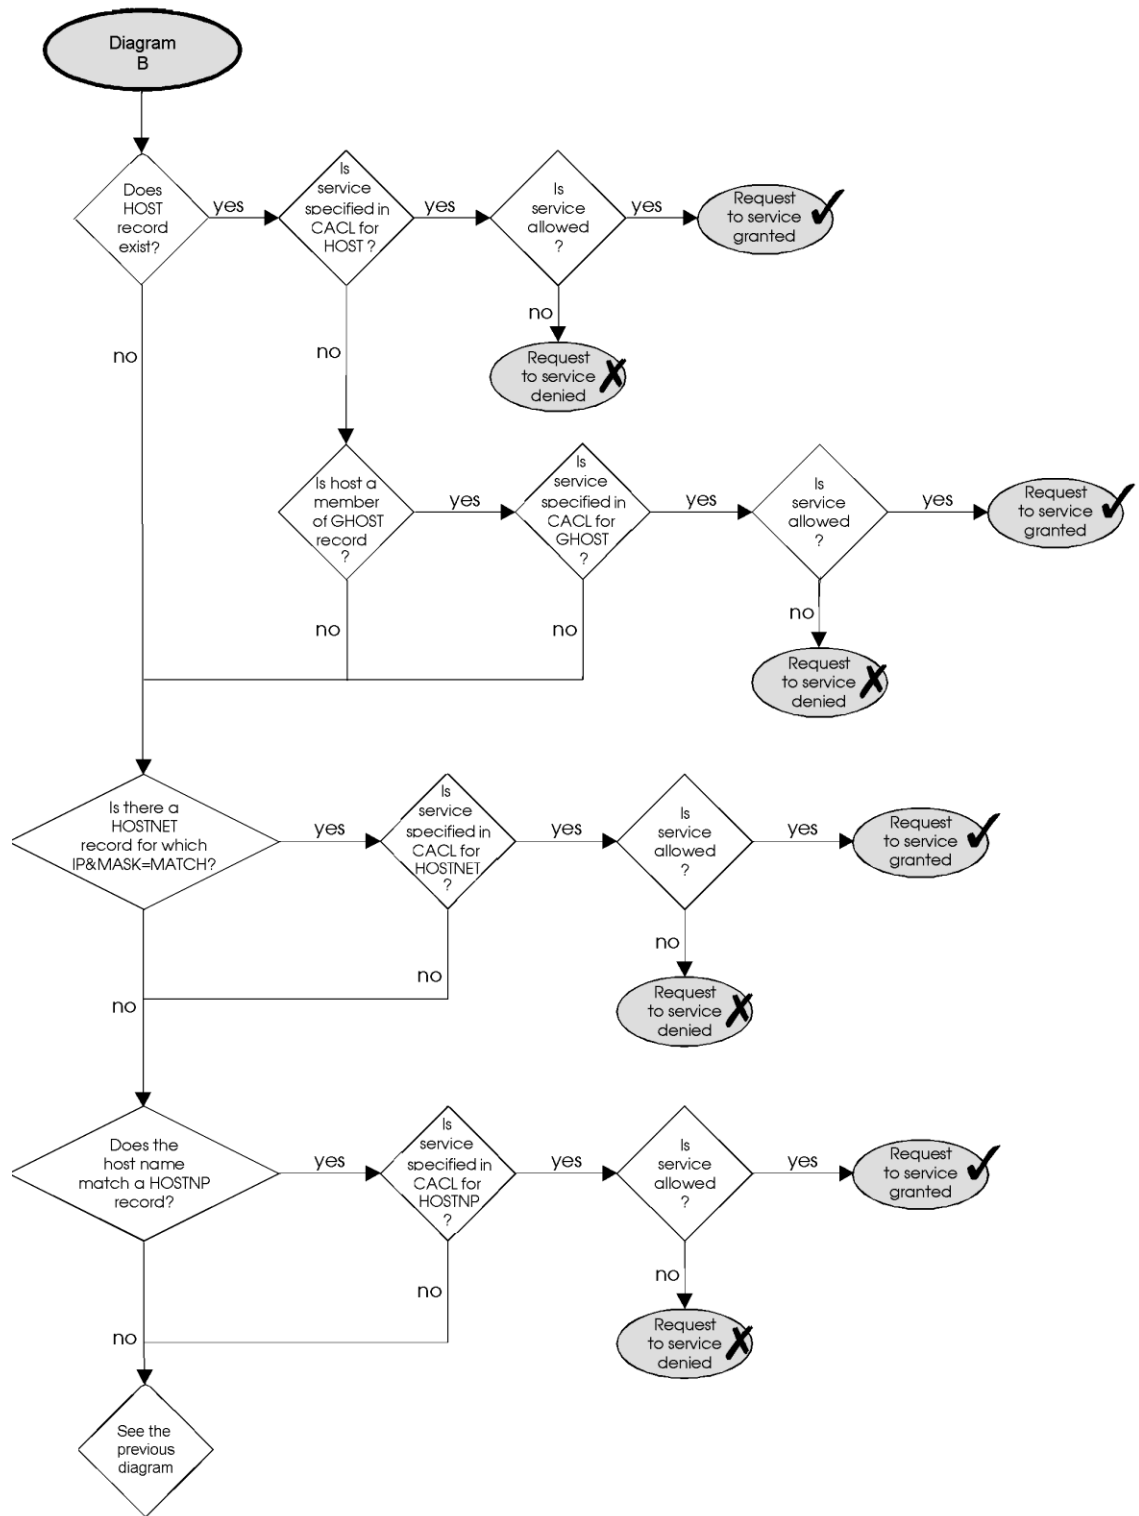 Diagram
B
Does
HOST
record
exist?
yes
Is
service
specified in
CACL for
HOST ?
yes
Is
service
allowed
?
yes
Request
to service
granted
no
no
no
Request
to service
denied
Is host a
member
of GHOST
record
?
yes
Is
service
specified in
CACL for
GHOST
?
yes
Is
service
allowed
?
yes
Request
to service
granted
no
no
no
Request
to service
denied
Is there a
HOSTNET
record for which
IP&MASK=MATCH?
yes
Is
service
specified in
CACL for
HOSTNET
?
yes
Is
service
allowed
?
yes
Request
to service
granted
no
no
no
Request
to service
denied
Does the
host name
match a HOSTNP
record?
yes
Is
service
specified in
CACL for
HOSTNP
?
yes
Is
service
allowed
?
yes
Request
to service
granted
no
no
no
Request
to service
denied
See the
previous
diagram